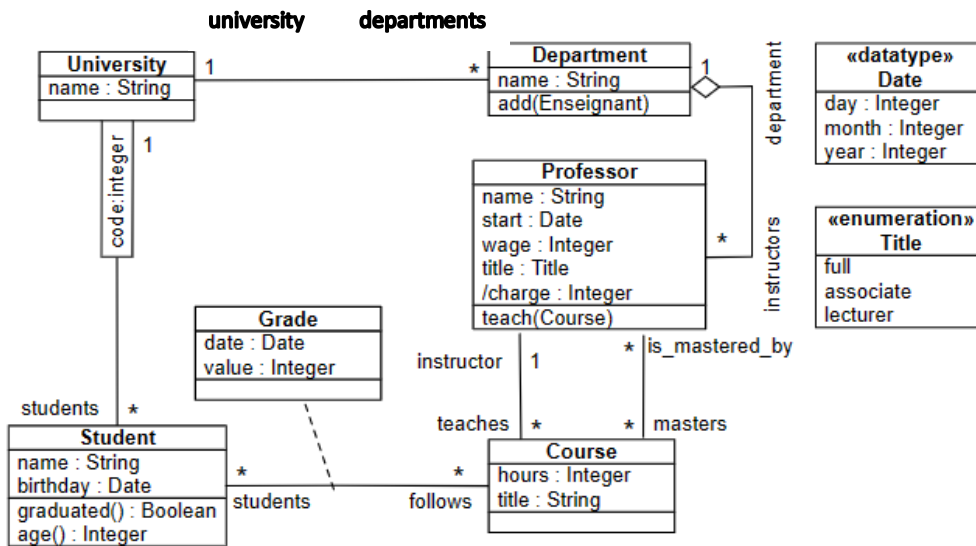 university departments
University
name : String
1
*
Department
name : String
add(Enseignant)
1
department
«datatype»
Date
day : Integer
month : Integer
year : Integer
code:integer
1
Professor
name : String
start : Date
wage : Integer
title : Title
/charge : Integer
teach(Course)
*
instructors
«enumeration»
Title
full
associate
lecturer
Grade
date : Date
value : Integer
instructor
1
*
is_mastered_by
students
*
teaches
*
*
masters
Student
name : String
birthday : Date
graduated() : Boolean
age() : Integer
*
students
*
follows
Course
hours : Integer
title : String